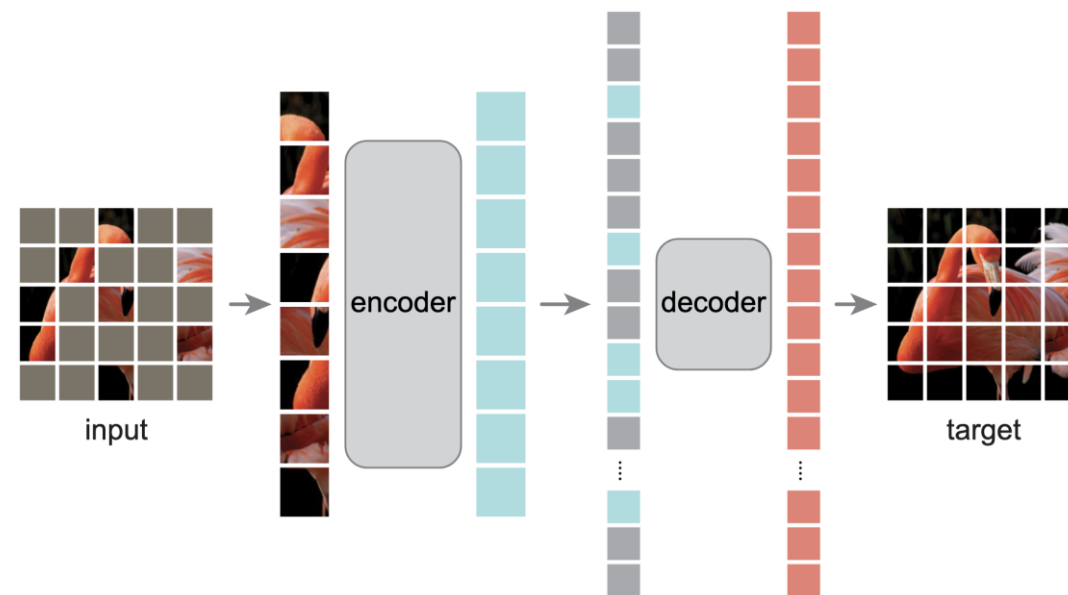 input
encoder
decoder
target